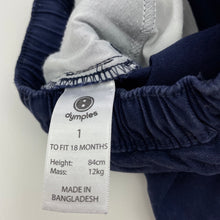 dymples
1
TO FIT 18 MONTHS
Height: 84cm
Mass: 12kg
MADE IN
BANGLADESH